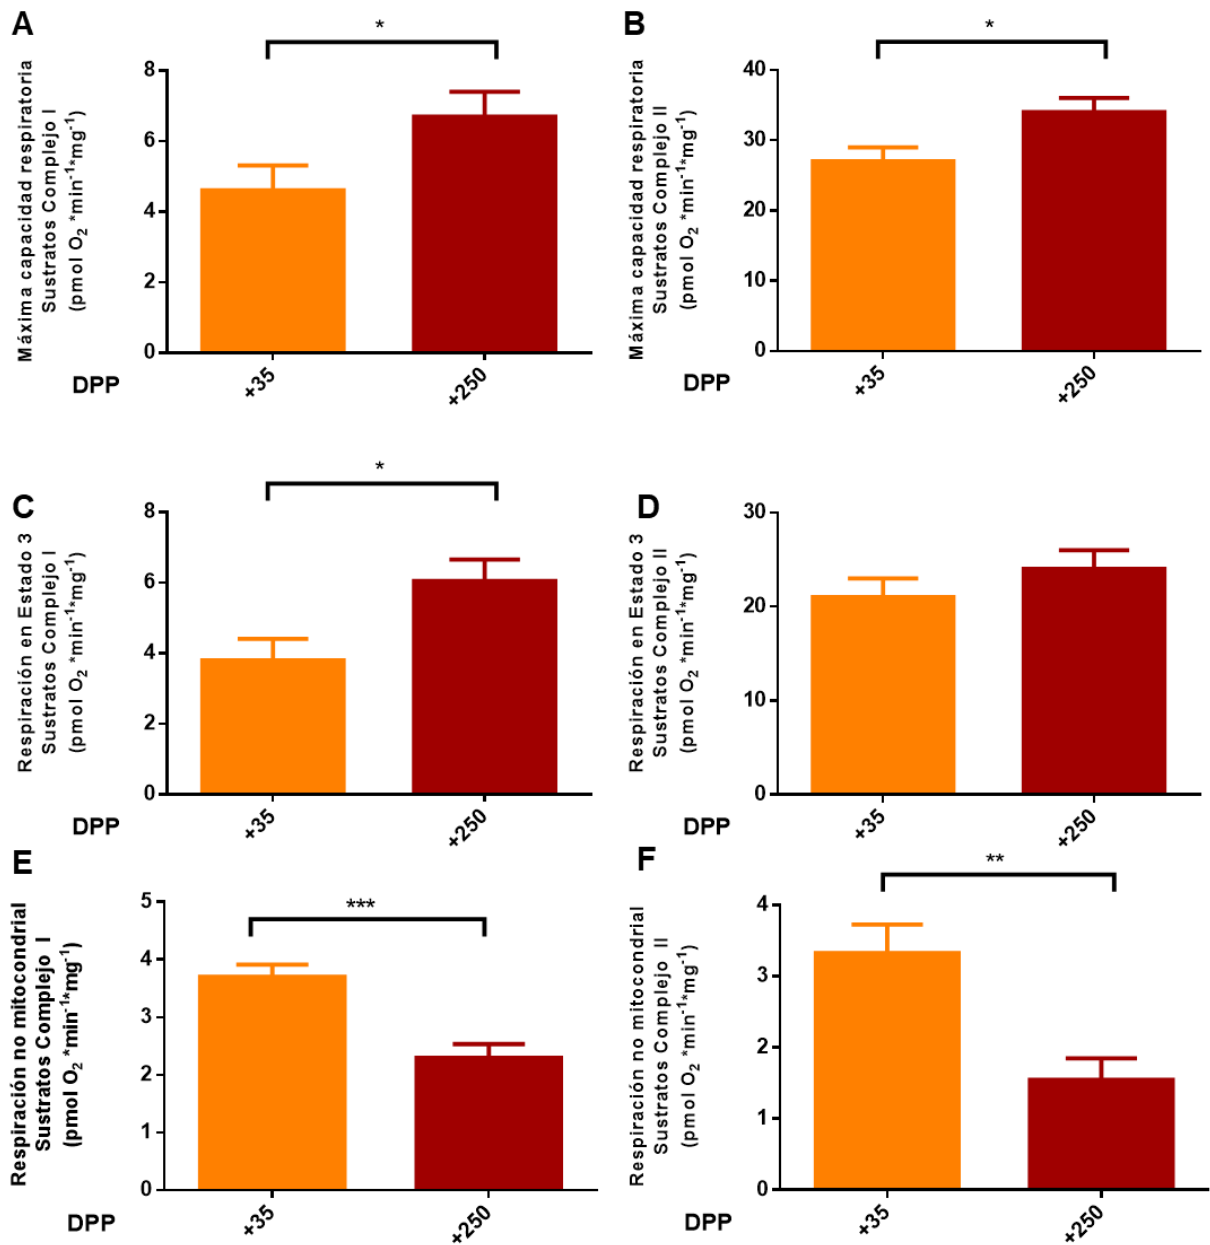 A
*
Máxima capacidad respiratoria
Sustratos Complejo I
(pmol O₂ *min⁻¹*mg⁻¹)
8
6
4
2
0
DPP
+35
+250
B
*
Máxima capacidad respiratoria
Sustratos Complejo II
(pmol O₂ *min⁻¹*mg⁻¹)
40
30
20
10
0
DPP
+35
+250
C
*
Respiración en Estado 3
Sustratos Complejo I
(pmol O₂ *min⁻¹*mg⁻¹)
8
6
4
2
0
DPP
+35
+250
D
Respiración en Estado 3
Sustratos Complejo II
(pmol O₂ *min⁻¹*mg⁻¹)
30
20
10
0
DPP
+35
+250
E
***
Respiración no mitocondrial
Sustratos Complejo I
(pmol O₂ *min⁻¹*mg⁻¹)
5
4
3
2
1
0
DPP
+35
+250
F
**
Respiración no mitocondrial
Sustratos Complejo II
(pmol O₂ *min⁻¹*mg⁻¹)
4
3
2
1
0
DPP
+35
+250